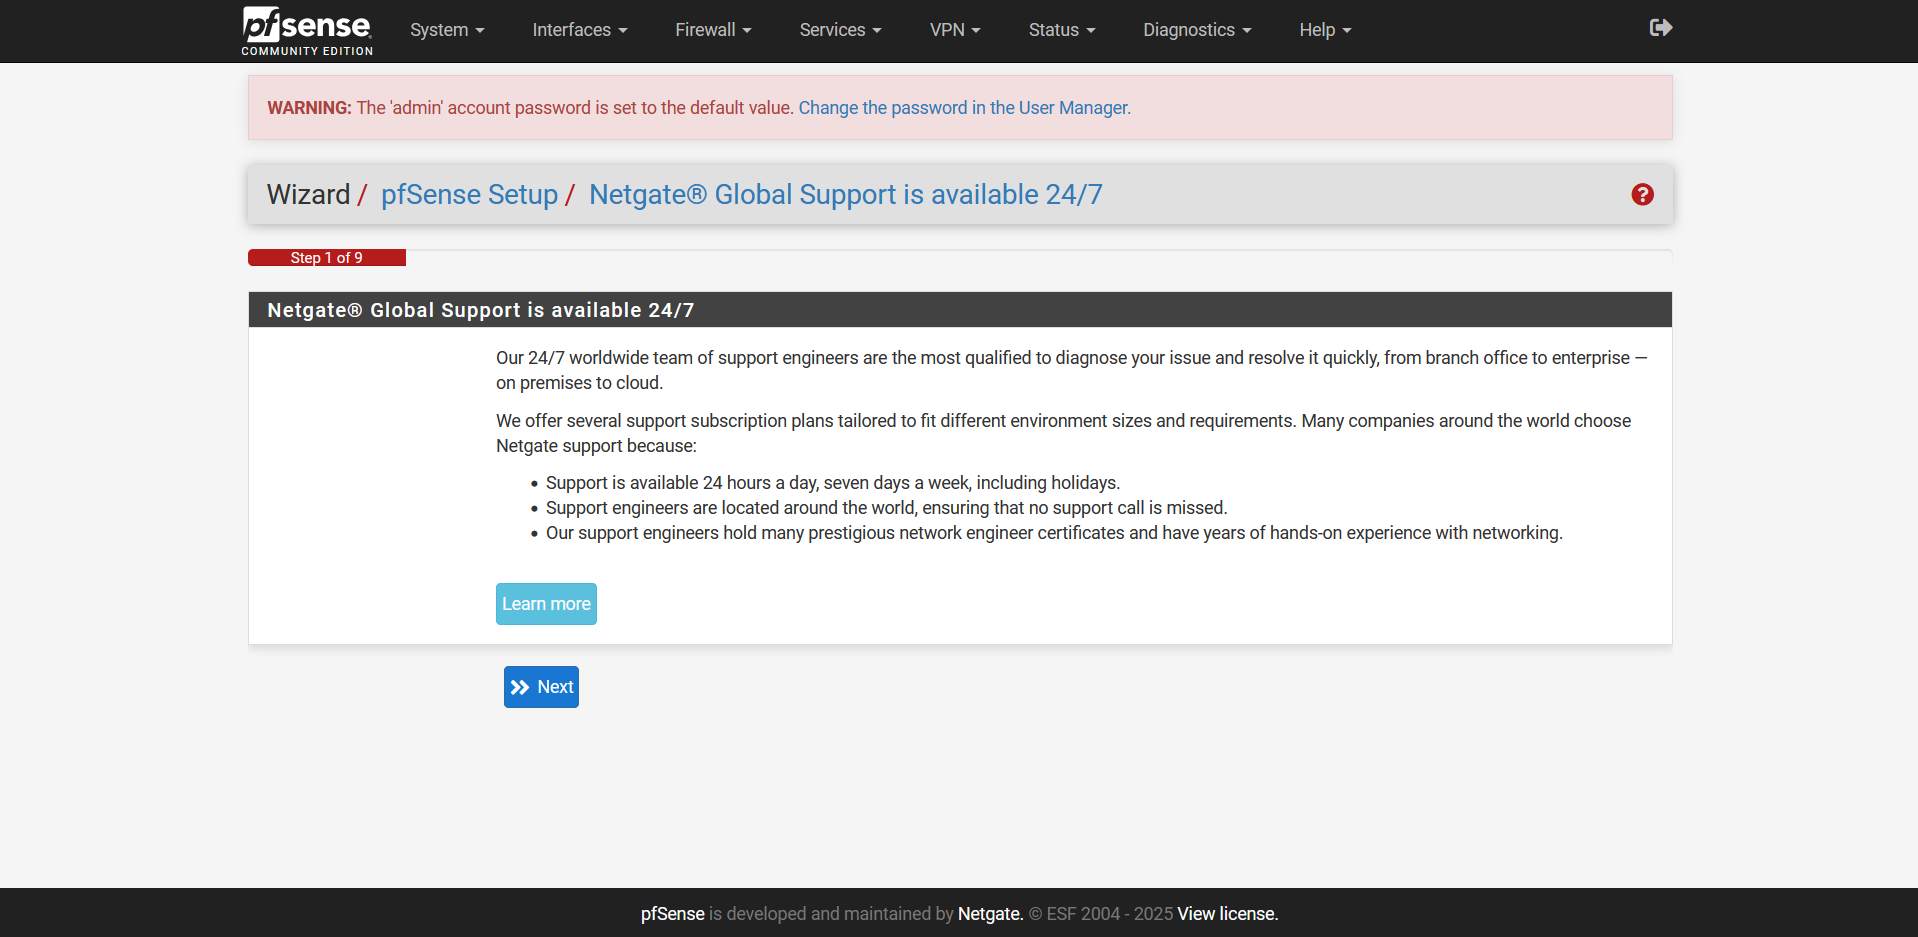 pfsense
COMMUNITY EDITION
System
Interfaces
Firewall
Services
VPN
Status
Diagnostics
Help
WARNING: The 'admin' account password is set to the default value. Change the password in the User Manager.
Wizard / pfSense Setup / Netgate® Global Support is available 24/7
Step 1 of 9
Netgate® Global Support is available 24/7
Our 24/7 worldwide team of support engineers are the most qualified to diagnose your issue and resolve it quickly, from branch office to enterprise —
on premises to cloud.
We offer several support subscription plans tailored to fit different environment sizes and requirements. Many companies around the world choose
Netgate support because:
• Support is available 24 hours a day, seven days a week, including holidays.
• Support engineers are located around the world, ensuring that no support call is missed.
• Our support engineers hold many prestigious network engineer certificates and have years of hands-on experience with networking.
Learn more
Next
pfSense is developed and maintained by Netgate. © ESF 2004 - 2025 View license.